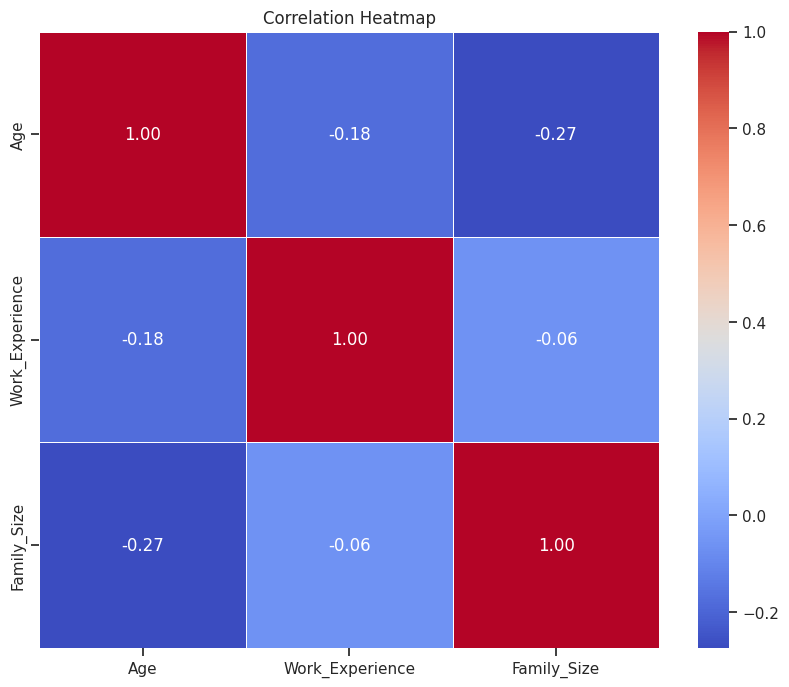 Correlation Heatmap
Age
1.00
-0.18
-0.27
Work_Experience
-0.18
1.00
-0.06
Family_Size
-0.27
-0.06
1.00
Age
Work_Experience
Family_Size
1.0
0.8
0.6
0.4
0.2
0.0
−0.2